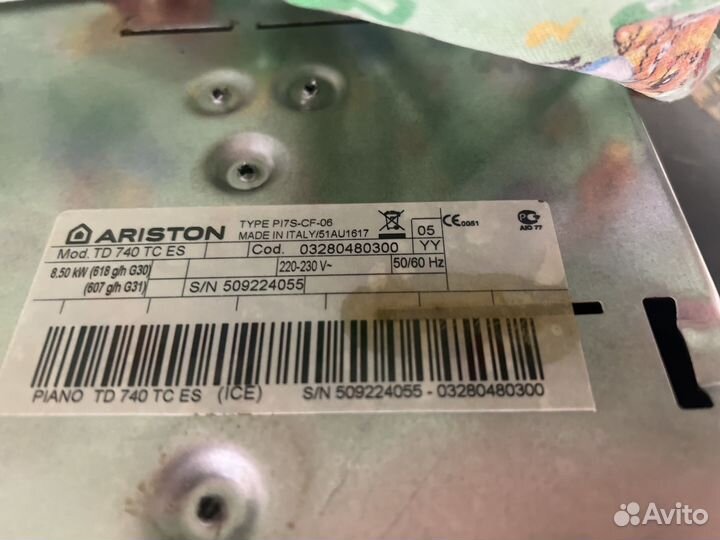 ARISTON
TYPE PI7S-CF-06
MADE IN ITALY/51AU1617
05
YY
CE0051
PC
АЮ 77
Mod. TD 740 TC ES
Cod. 03280480300
8.50 kW (618 g/h G30)
(607 g/h G31)
220-230 V~
50/60 Hz
S/N 509224055
PIANO TD 740 TC ES (ICE) S/N 509224055 - 03280480300
Avito